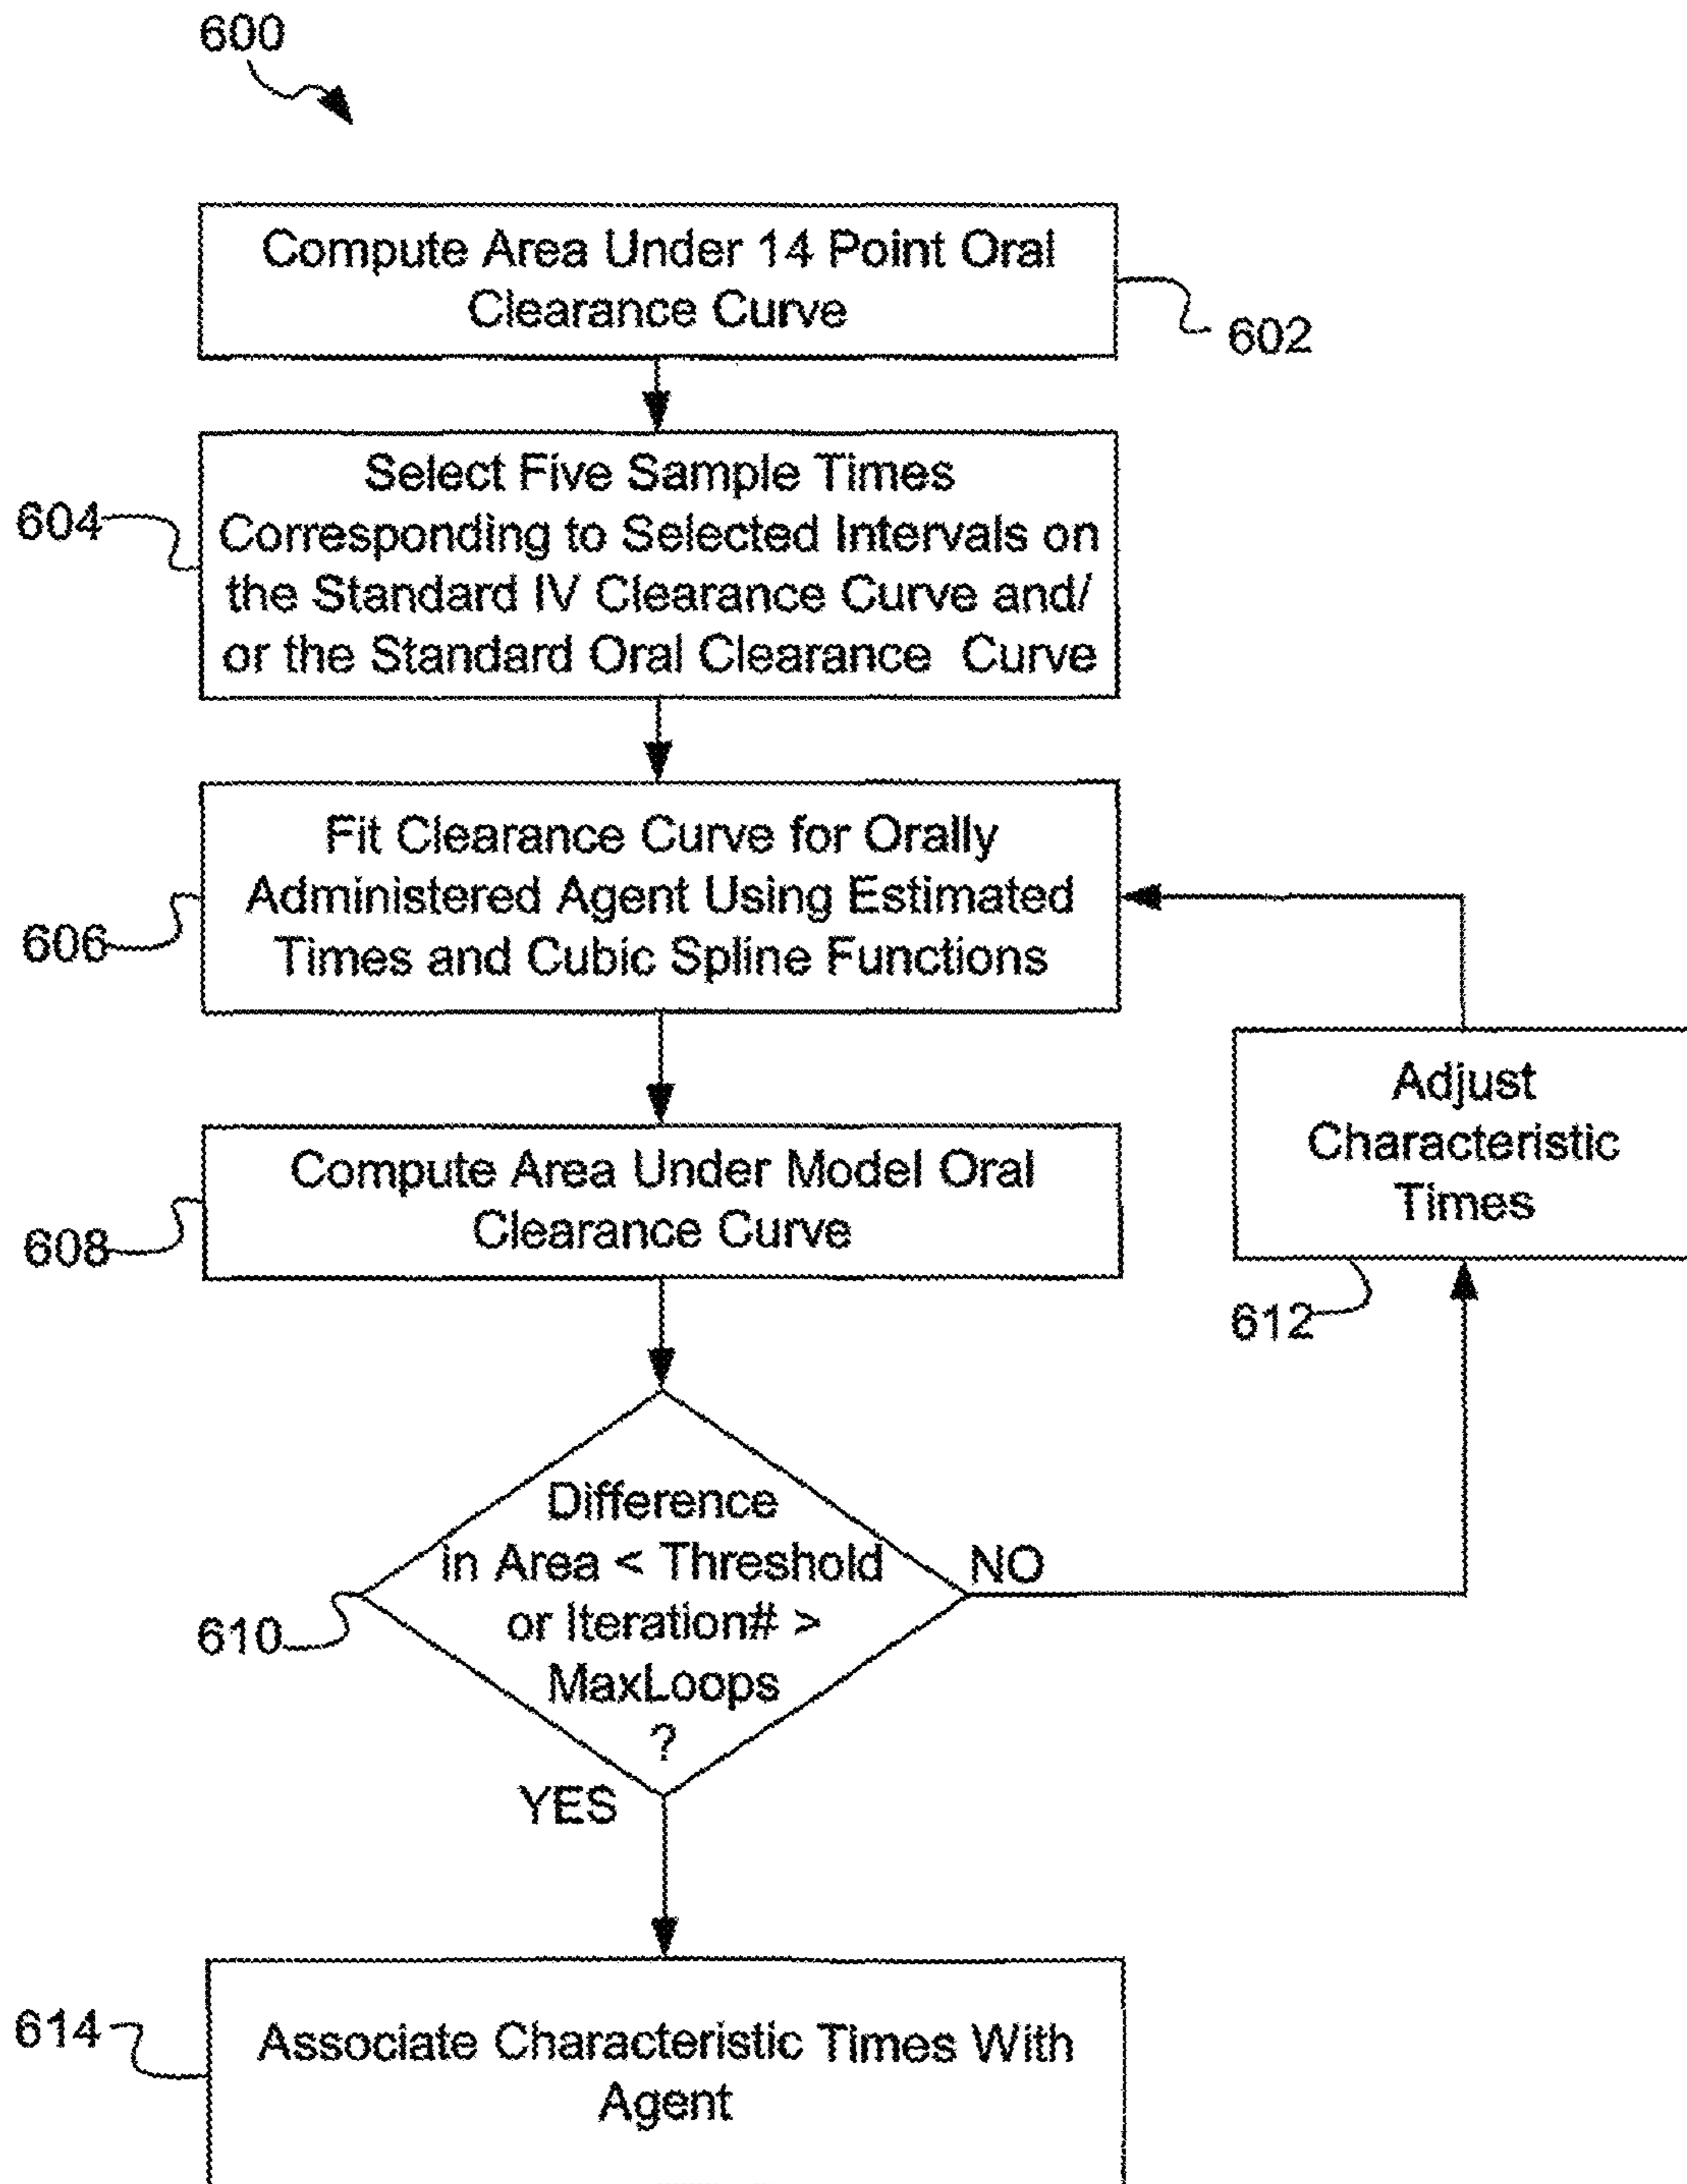 600
Compute Area Under 14 Point Oral
Clearance Curve
602
Select Five Sample Times
Corresponding to Selected Intervals on
the Standard IV Clearance Curve and/
or the Standard Oral Clearance Curve
604
Fit Clearance Curve for Orally
Administered Agent Using Estimated
Times and Cubic Spline Functions
606
Adjust
Characteristic
Times
612
Compute Area Under Model Oral
Clearance Curve
608
Difference
in Area < Threshold
or Iteration# >
MaxLoops
?
610
NO
YES
Associate Characteristic Times With
Agent
614